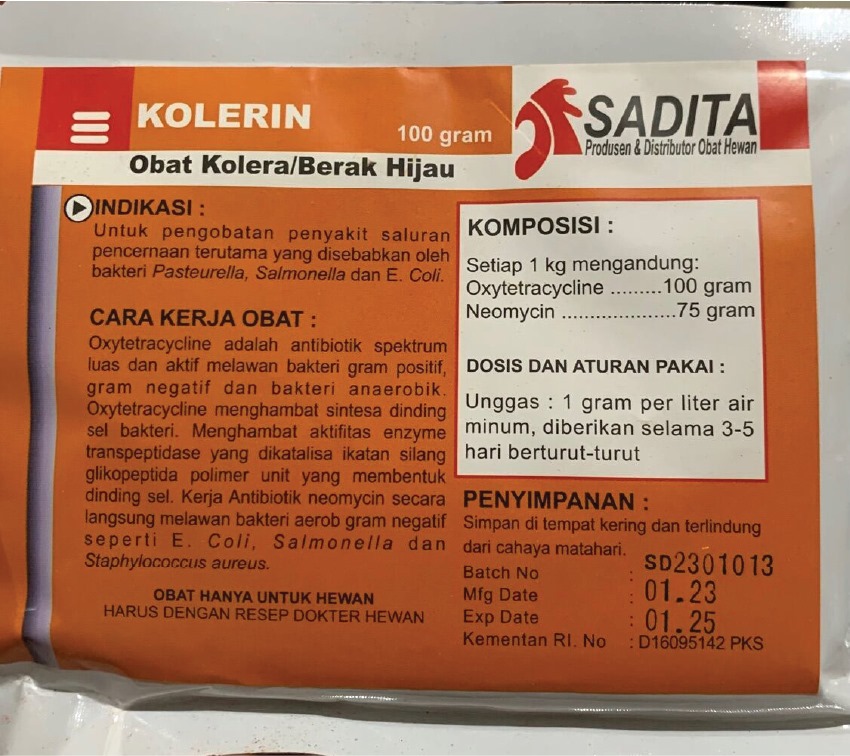 KOLERIN
100 gram
SADITA
Produsen & Distributor Obat Hewan
Obat Kolera/Berak Hijau
INDIKASI :
Untuk pengobatan penyakit saluran
pencernaan terutama yang disebabkan oleh
bakteri Pasteurella, Salmonella dan E. Coli.
CARA KERJA OBAT :
Oxytetracycline adalah antibiotik spektrum
luas dan aktif melawan bakteri gram positif,
gram negatif dan bakteri anaerobik.
Oxytetracycline menghambat sintesa dinding
sel bakteri. Menghambat aktifitas enzyme
transpeptidase yang dikatalisa ikatan silang
glikopeptida polimer unit yang membentuk
dinding sel. Kerja Antibiotik neomycin secara
langsung melawan bakteri aerob gram negatif
seperti E. Coli, Salmonella dan
Staphylococcus aureus.
OBAT HANYA UNTUK HEWAN
HARUS DENGAN RESEP DOKTER HEWAN
KOMPOSISI :
Setiap 1 kg mengandung:
Oxytetracycline .........100 gram
Neomycin ....................75 gram
DOSIS DAN ATURAN PAKAI :
Unggas : 1 gram per liter air
minum, diberikan selama 3-5
hari berturut-turut
PENYIMPANAN :
Simpan di tempat kering dan terlindung
dari cahaya matahari.
Batch No : SD2301013
Mfg Date : 01.23
Exp Date : 01.25
Kementan RI. No : D16095142 PKS